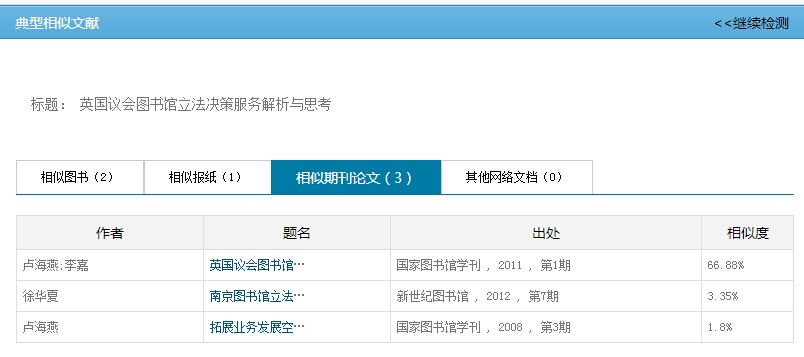 典型相似文献 <<继续检测
标题： 英国议会图书馆立法决策服务解析与思考
相似图书（2） 相似报纸（1） 相似期刊论文（3） 其他网络文档（0）
作者 题名 出处 相似度
卢海燕;李嘉 英国议会图书馆… 国家图书馆学刊 ，2011 ，第1期 66.88%
徐华夏 南京图书馆立法… 新世纪图书馆 ，2012 ，第7期 3.35%
卢海燕 拓展业务发展空… 国家图书馆学刊 ，2008 ，第3期 1.8%